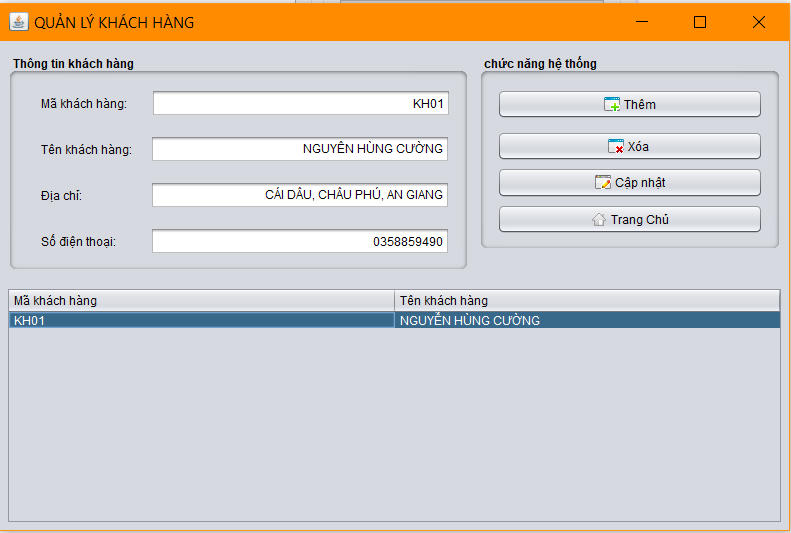 QUẢN LÝ KHÁCH HÀNG
Thông tin khách hàng
Mã khách hàng: KH01
Tên khách hàng: NGUYỄN HÙNG CƯỜNG
Địa chỉ: CÁI DẦU, CHÂU PHÚ, AN GIANG
Số điện thoại: 0358859490
chức năng hệ thống
Thêm
Xóa
Cập nhật
Trang Chủ
Mã khách hàng Tên khách hàng
KH01 NGUYỄN HÙNG CƯỜNG